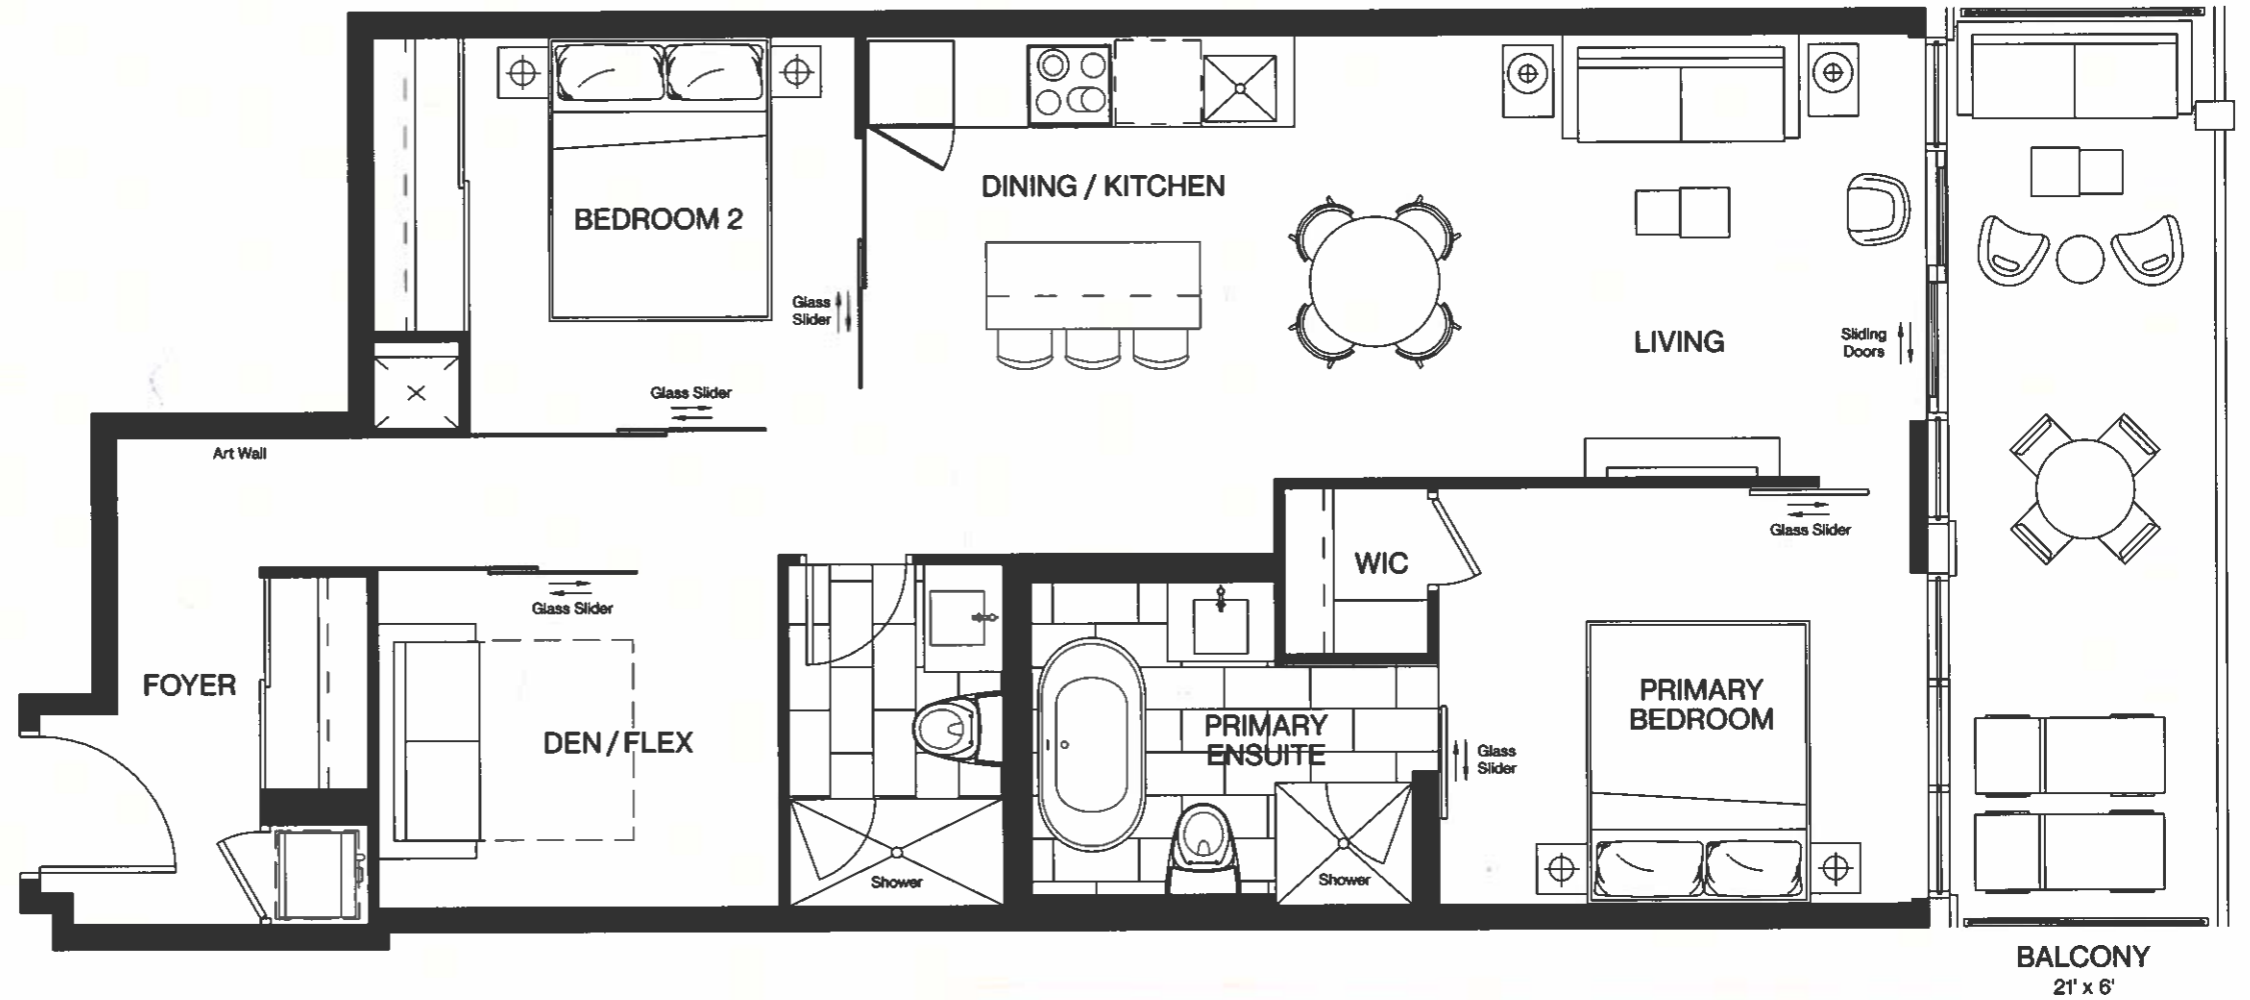 BEDROOM 2
DINING / KITCHEN
Glass
Slider
LIVING
Sliding
Doors
Glass Slider
Art Wall
Glass Slider
WIC
Glass Slider
FOYER
DEN / FLEX
PRIMARY
ENSUITE
Glass
Slider
PRIMARY
BEDROOM
Shower
Shower
BALCONY
21' x 6'